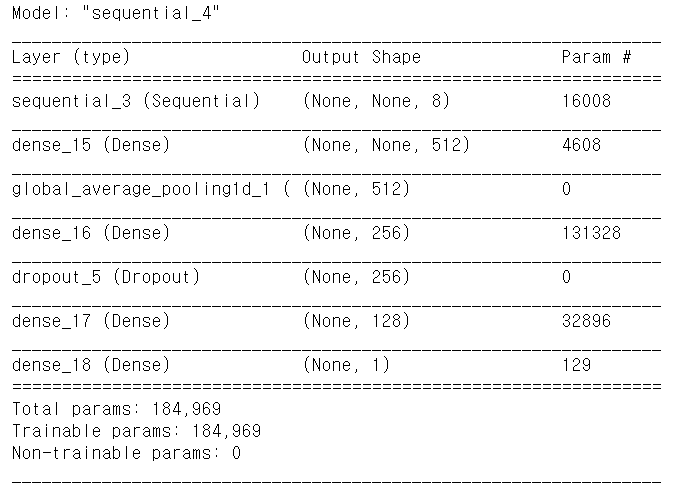 Model: "sequential_4"
_________________________________________________________________
Layer (type)                 Output Shape              Param #
=================================================================
sequential_3 (Sequential)    (None, None, 8)           16008
_________________________________________________________________
dense_15 (Dense)             (None, None, 512)         4608
_________________________________________________________________
global_average_pooling1d_1 ( (None, 512)               0
_________________________________________________________________
dense_16 (Dense)             (None, 256)               131328
_________________________________________________________________
dropout_5 (Dropout)          (None, 256)               0
_________________________________________________________________
dense_17 (Dense)             (None, 128)               32896
_________________________________________________________________
dense_18 (Dense)             (None, 1)                 129
=================================================================
Total params: 184,969
Trainable params: 184,969
Non-trainable params: 0
_________________________________________________________________